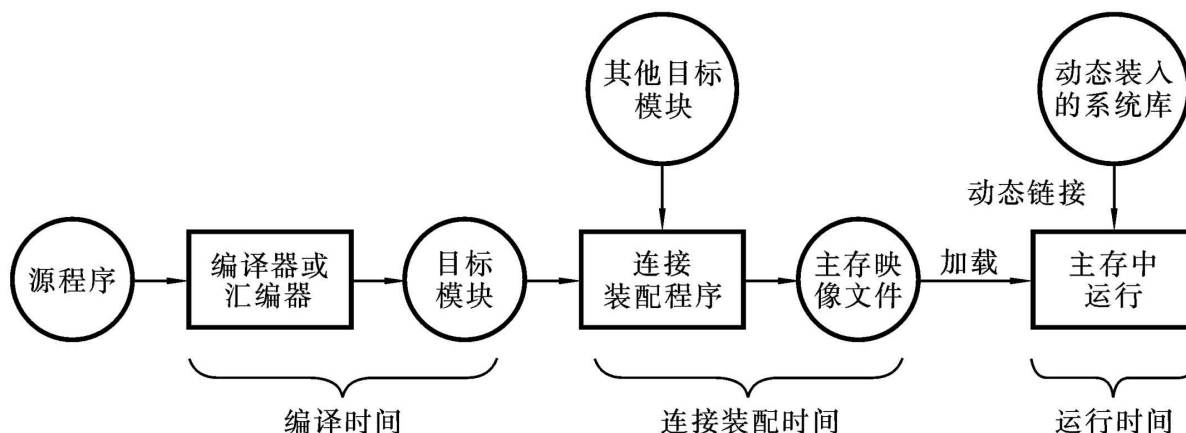 其他目标
模块
动态装入
的系统库
动态链接
源程序
编译器或
汇编器
目标
模块
连接
装配程序
主存映
像文件
加载
主存中
运行
编译时间
连接装配时间
运行时间